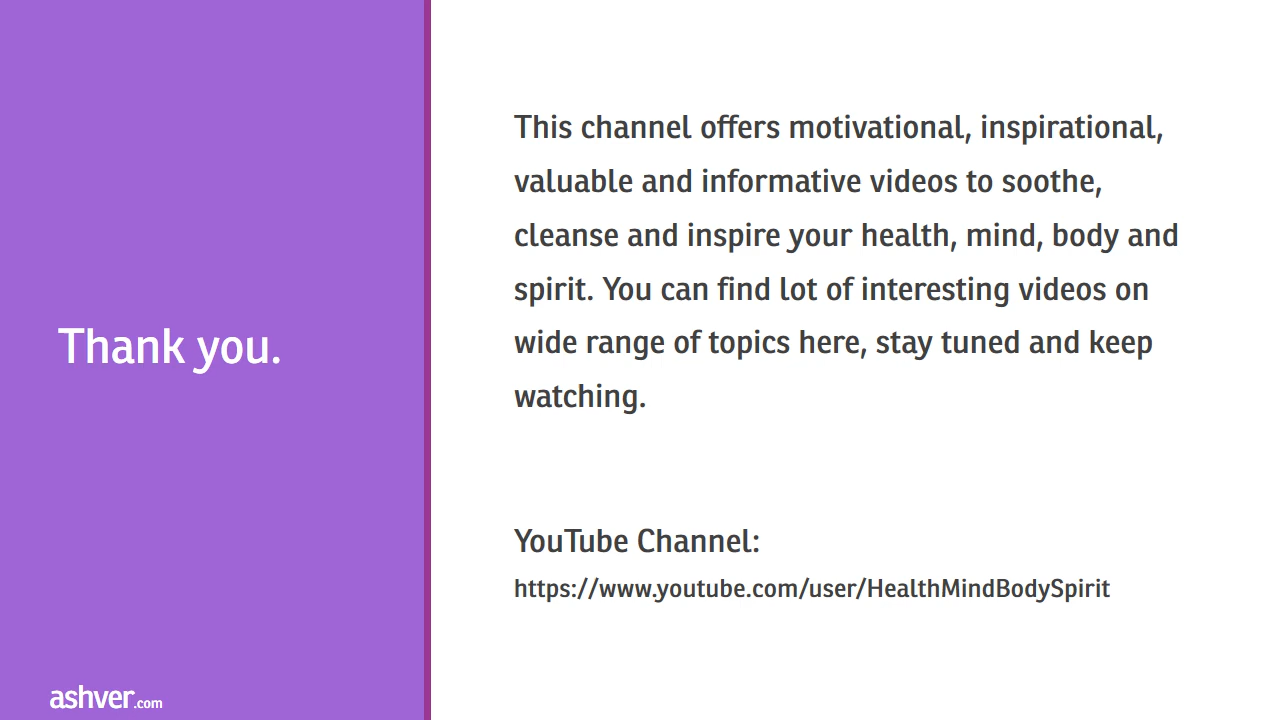 Thank you.
This channel offers motivational, inspirational,
valuable and informative videos to soothe,
cleanse and inspire your health, mind, body and
spirit. You can find lot of interesting videos on
wide range of topics here, stay tuned and keep
watching.
YouTube Channel:
https://www.youtube.com/user/HealthMindBodySpirit
ashver.com